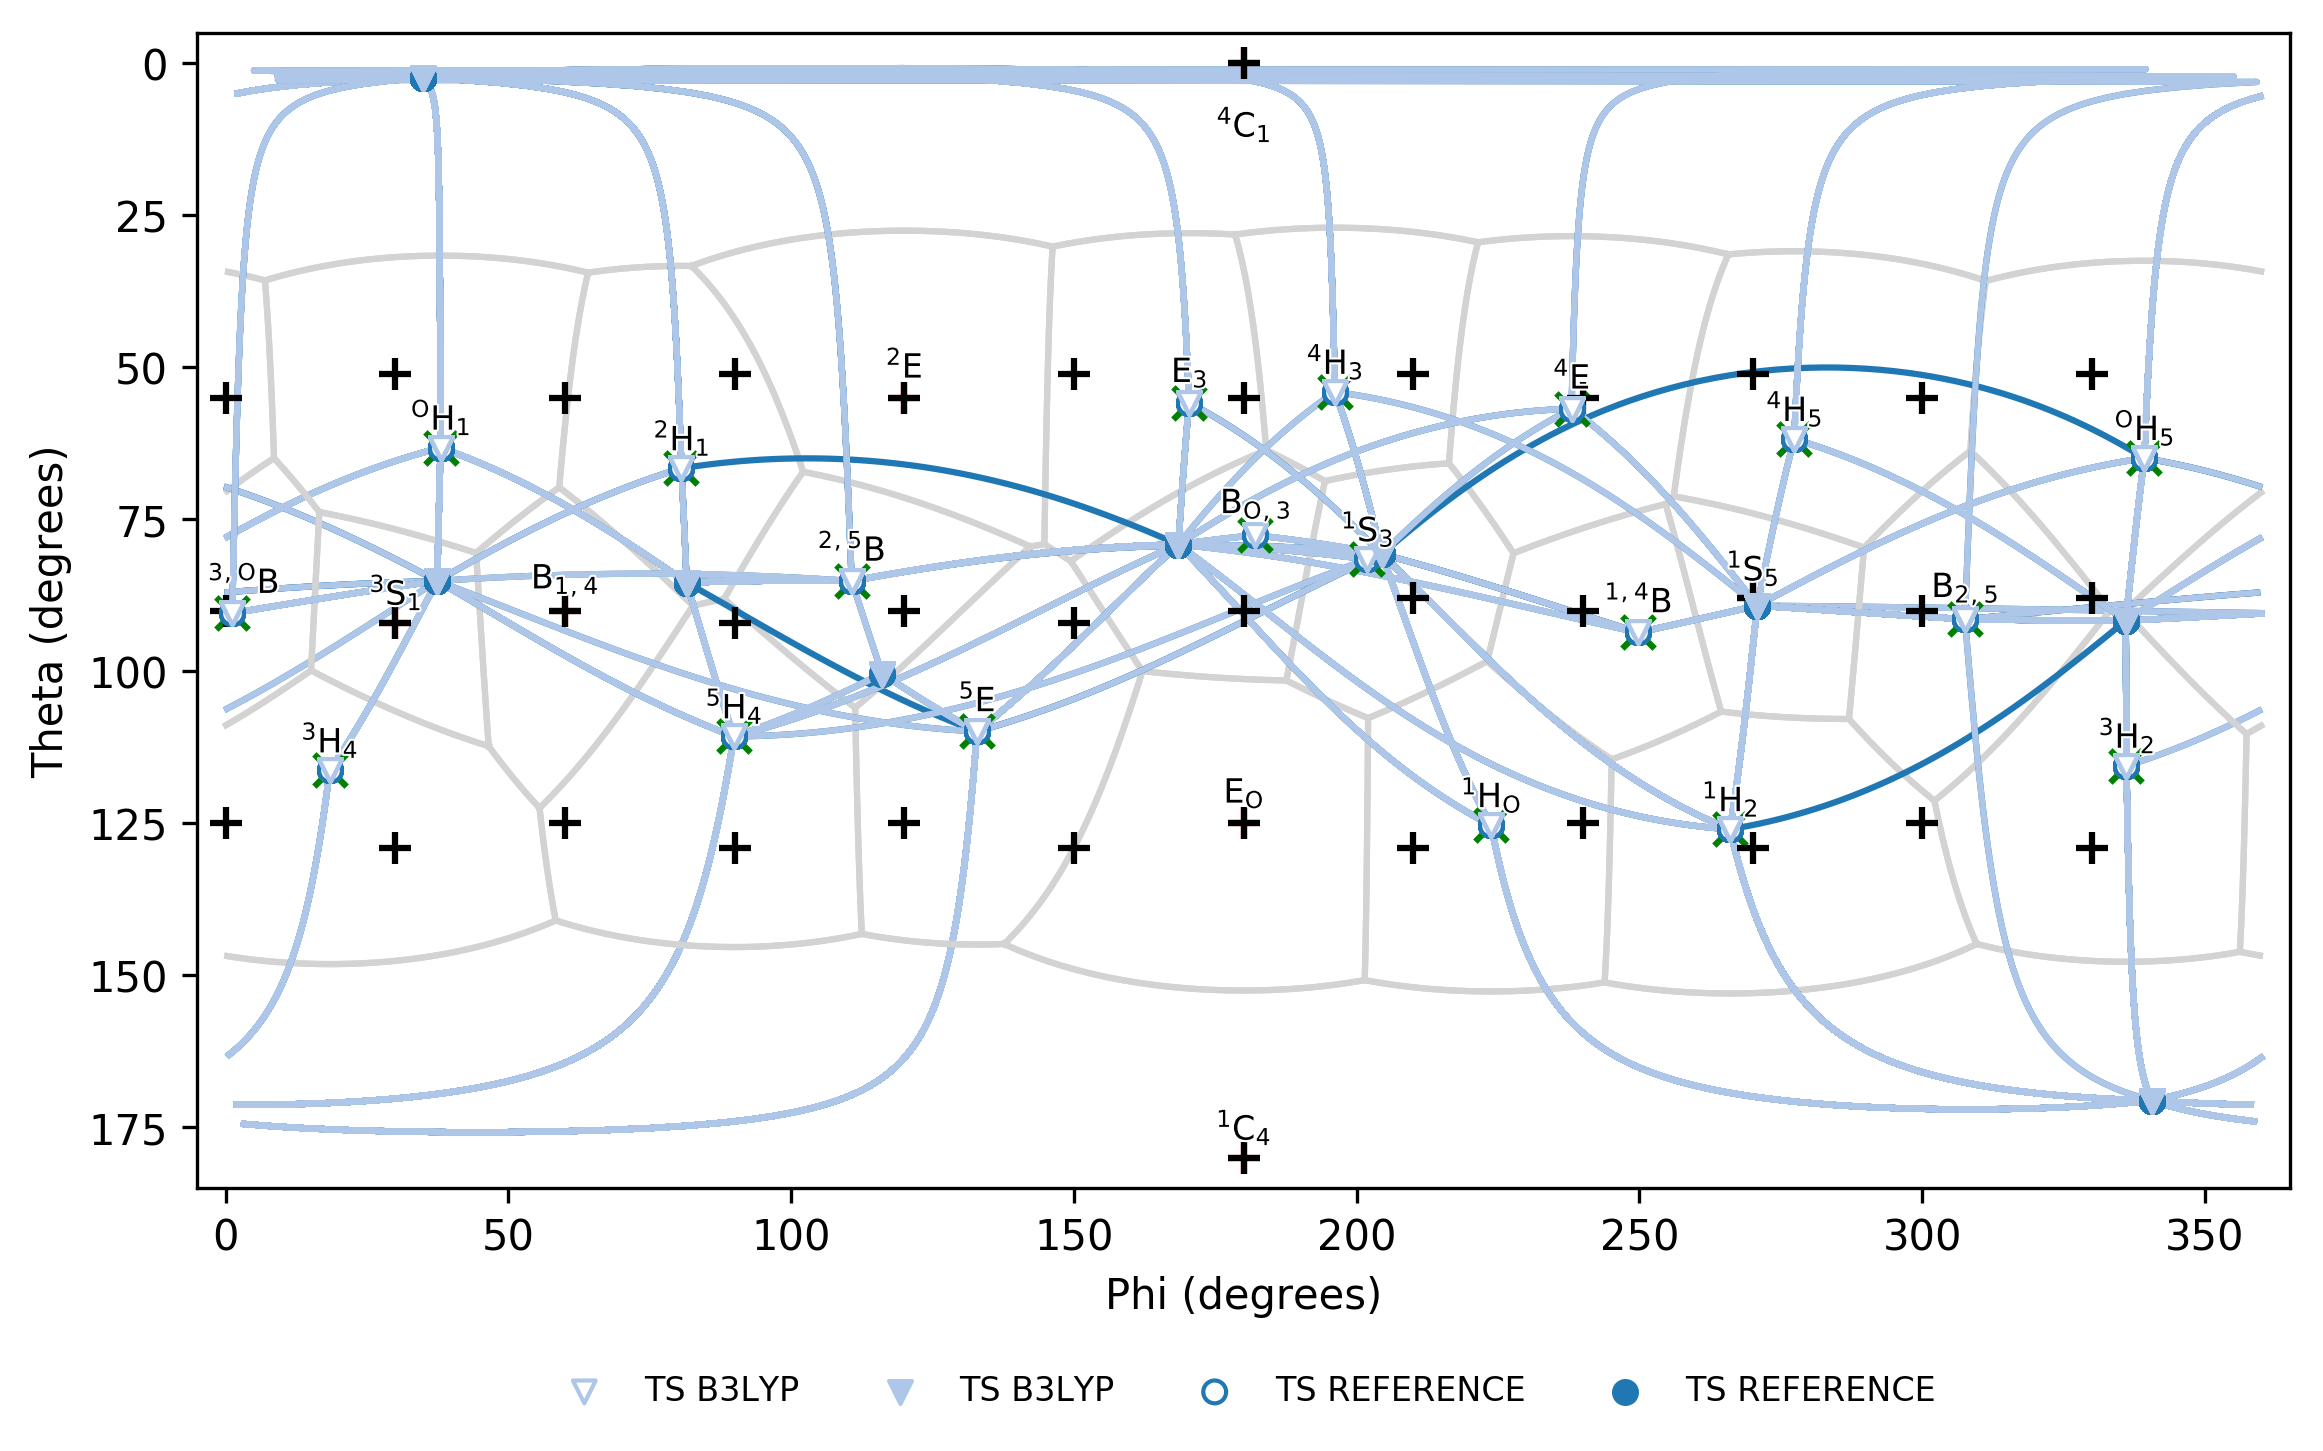 0
⁴C₁
25
50
²E
E₃
⁴H₃
⁴E
⁴H₅
ᴼH₅
ᴼH₁
²H₁
75
B_O,₃
¹S₃
²,⁵B
³,ᴼB
³S₁
B₁,₄
¹S₅
¹,⁴B
B₂,₅
Theta (degrees)
100
⁵H₄
⁵E
³H₄
³H₂
E_O
¹H_O
¹H₂
125
150
175
¹C₄
0 50 100 150 200 250 300 350
Phi (degrees)
TS B3LYP TS B3LYP TS REFERENCE TS REFERENCE